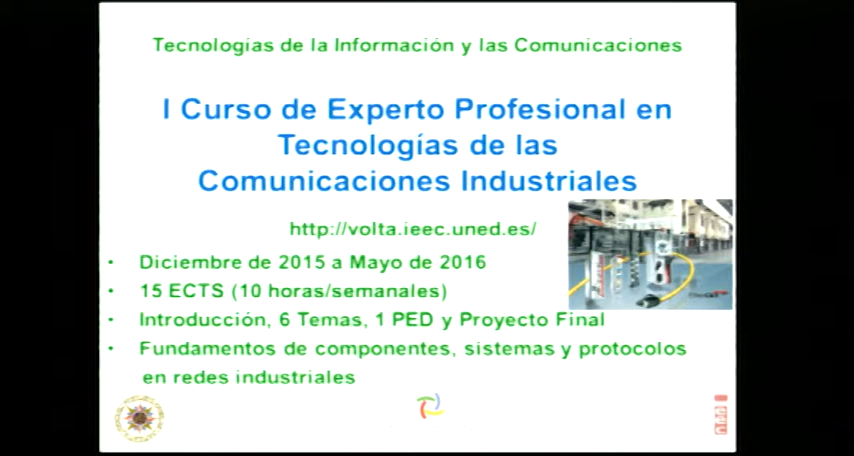 Tecnologías de la Información y las Comunicaciones
I Curso de Experto Profesional en
Tecnologías de las
Comunicaciones Industriales
http://volta.ieec.uned.es/
• Diciembre de 2015 a Mayo de 2016
• 15 ECTS (10 horas/semanales)
• Introducción, 6 Temas, 1 PED y Proyecto Final
• Fundamentos de componentes, sistemas y protocolos
en redes industriales